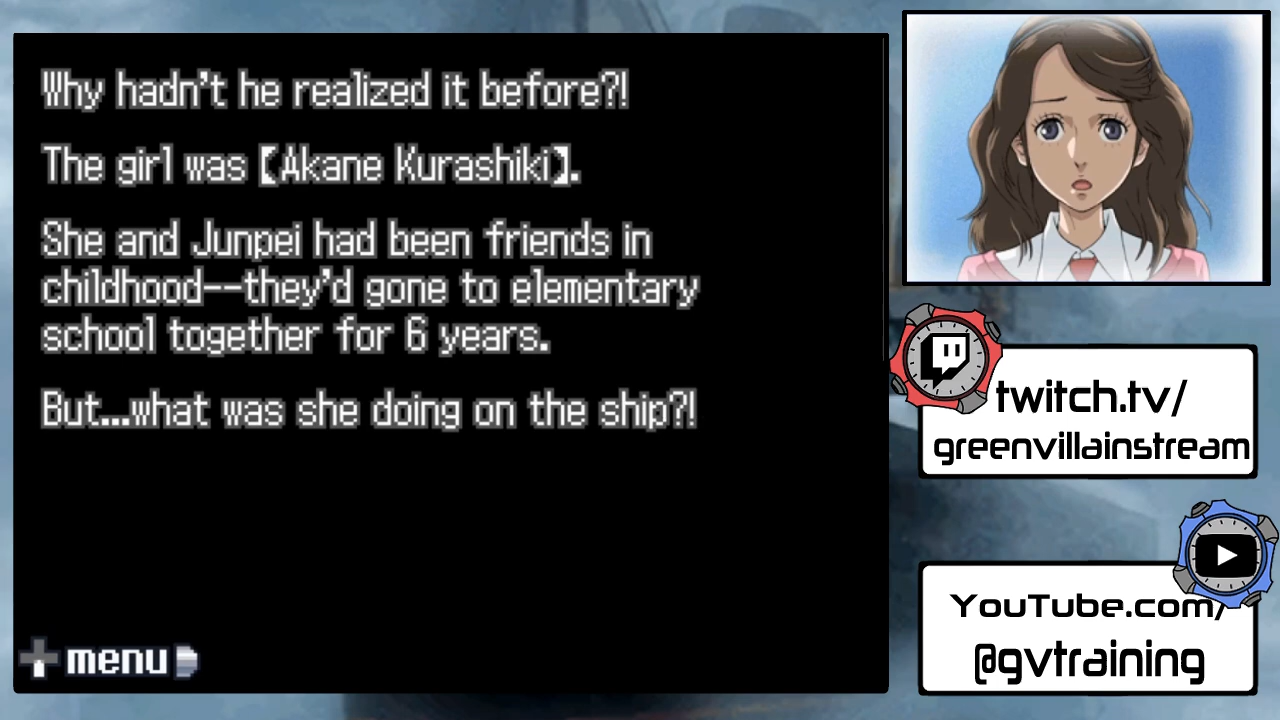 Why hadn't he realized it before?!
The girl was【Akane Kurashiki】.
She and Junpei had been friends in
childhood--they'd gone to elementary
school together for 6 years.
But...what was she doing on the ship?!
menu
twitch.tv/
greenvillainstream
YouTube.com/
@gvtraining